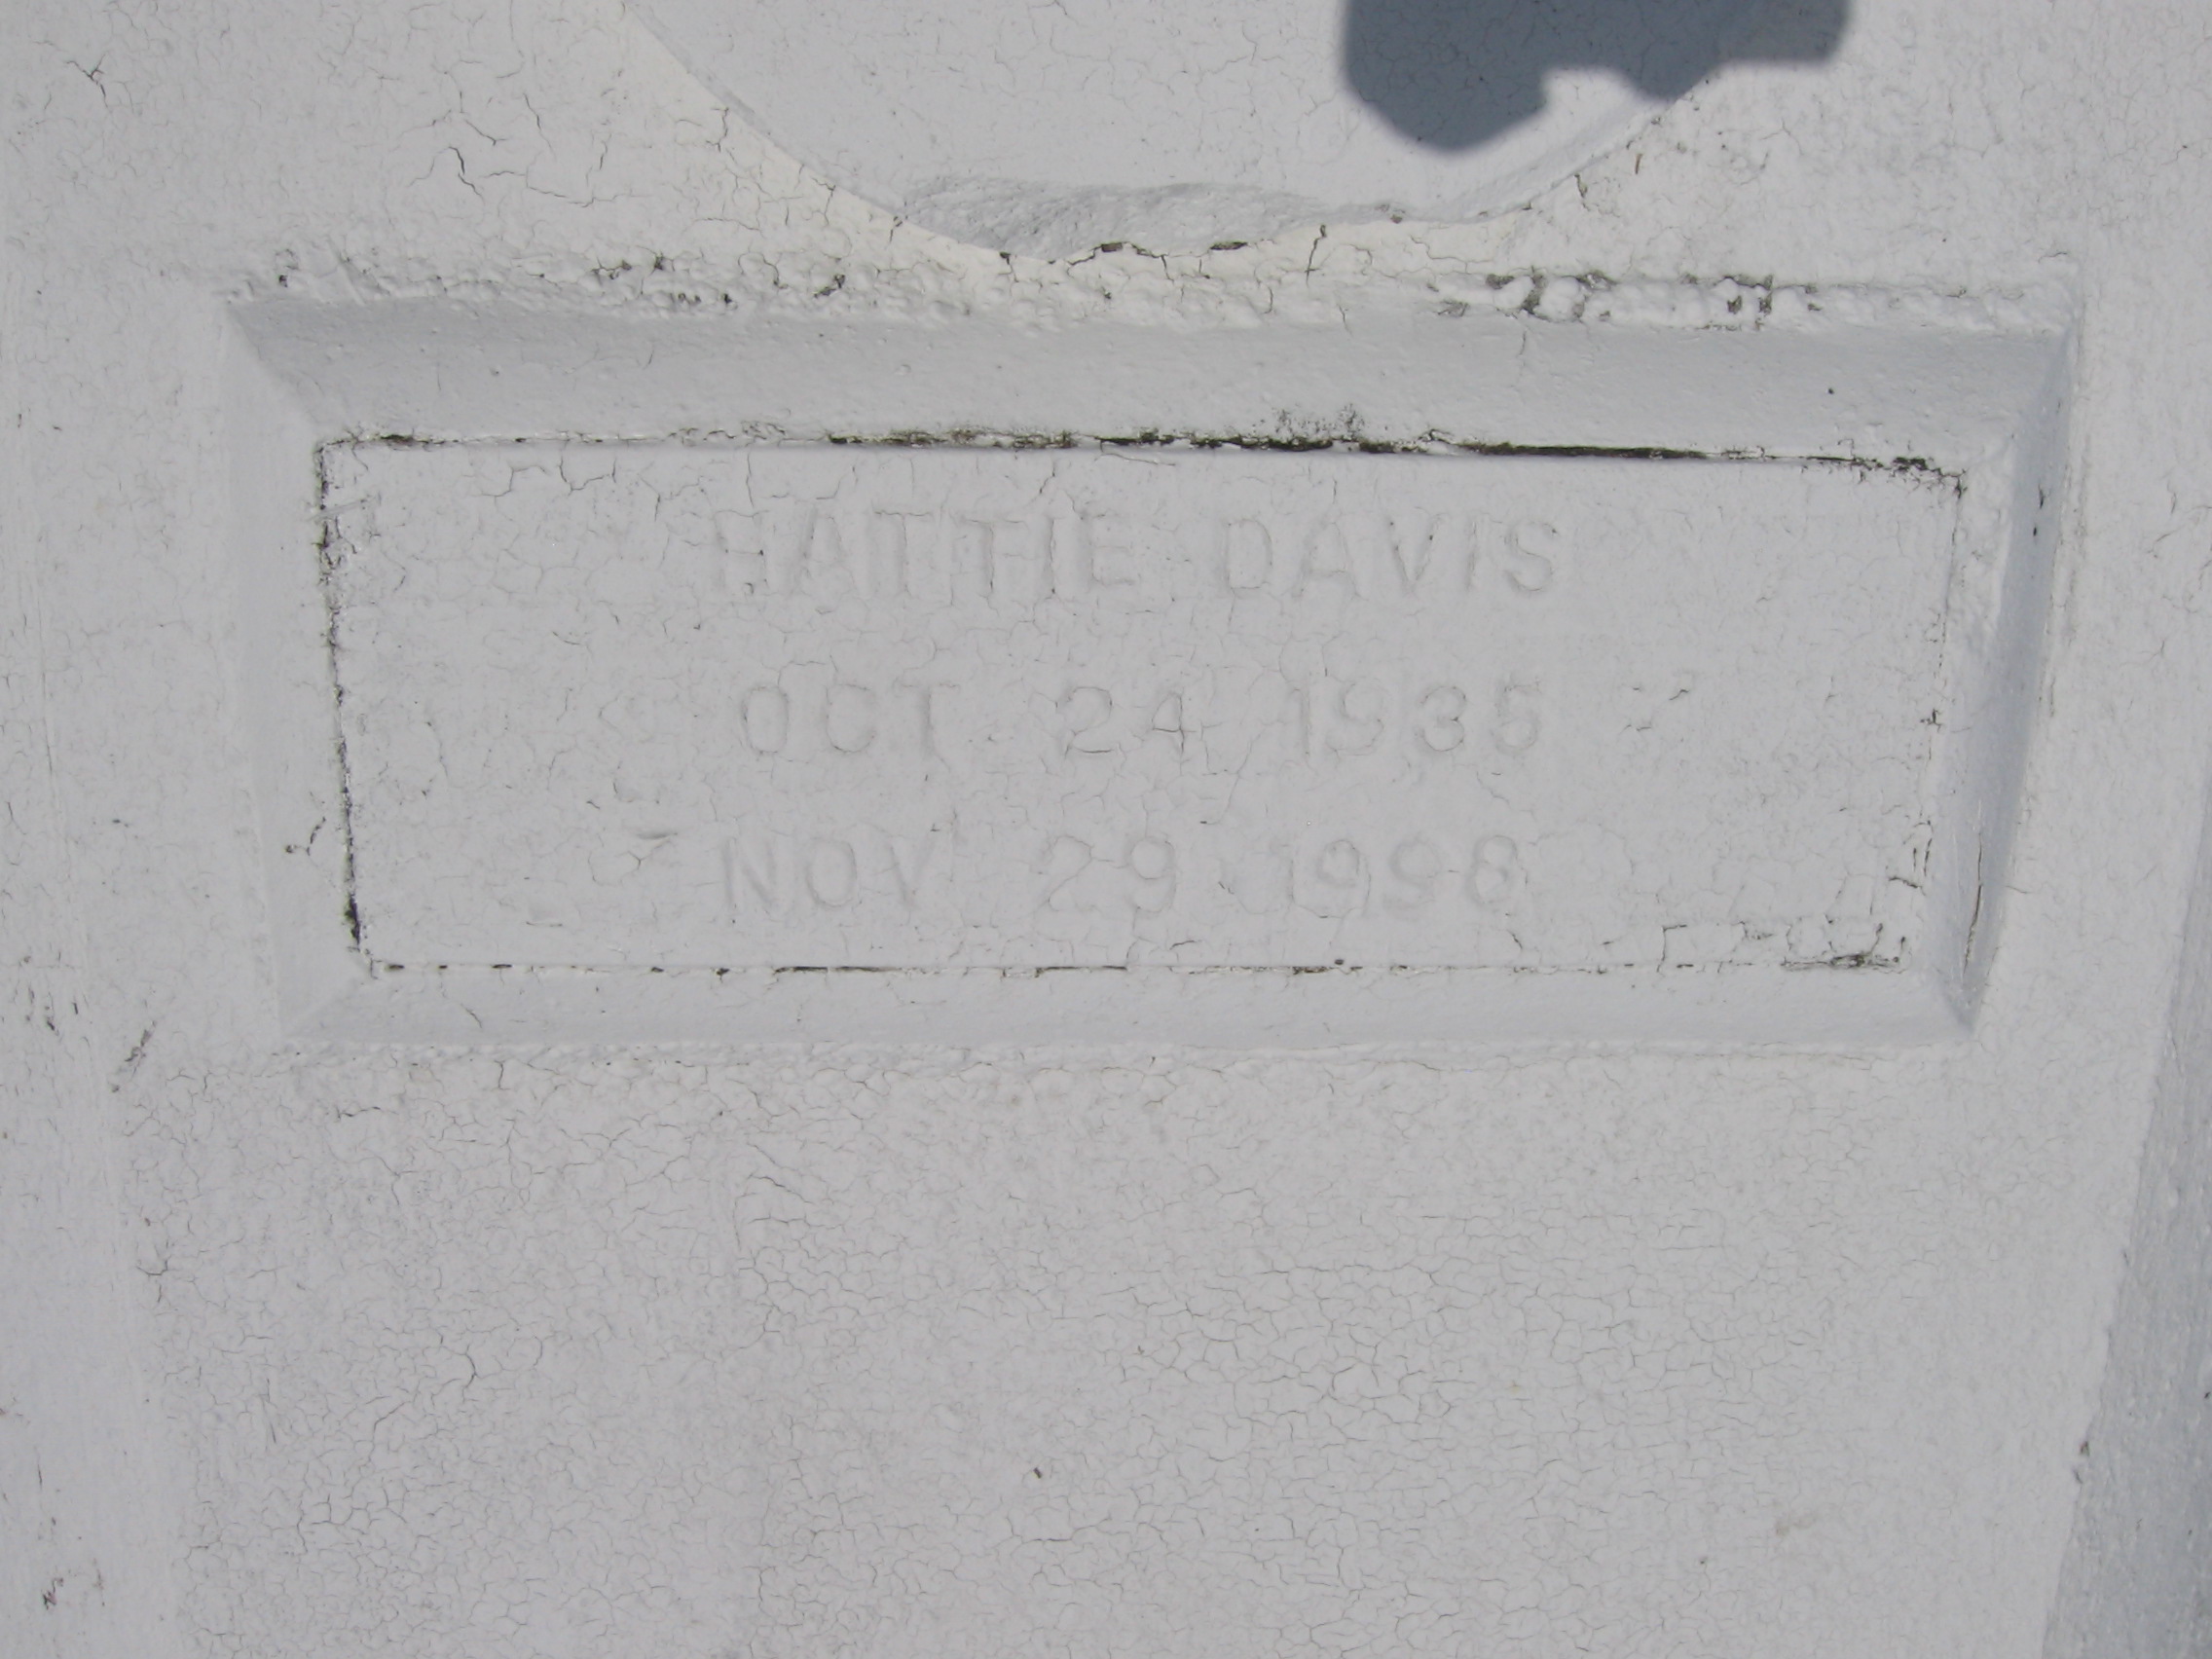 HATTIE DAVIS
OCT 24 1935
NOV 29 1996